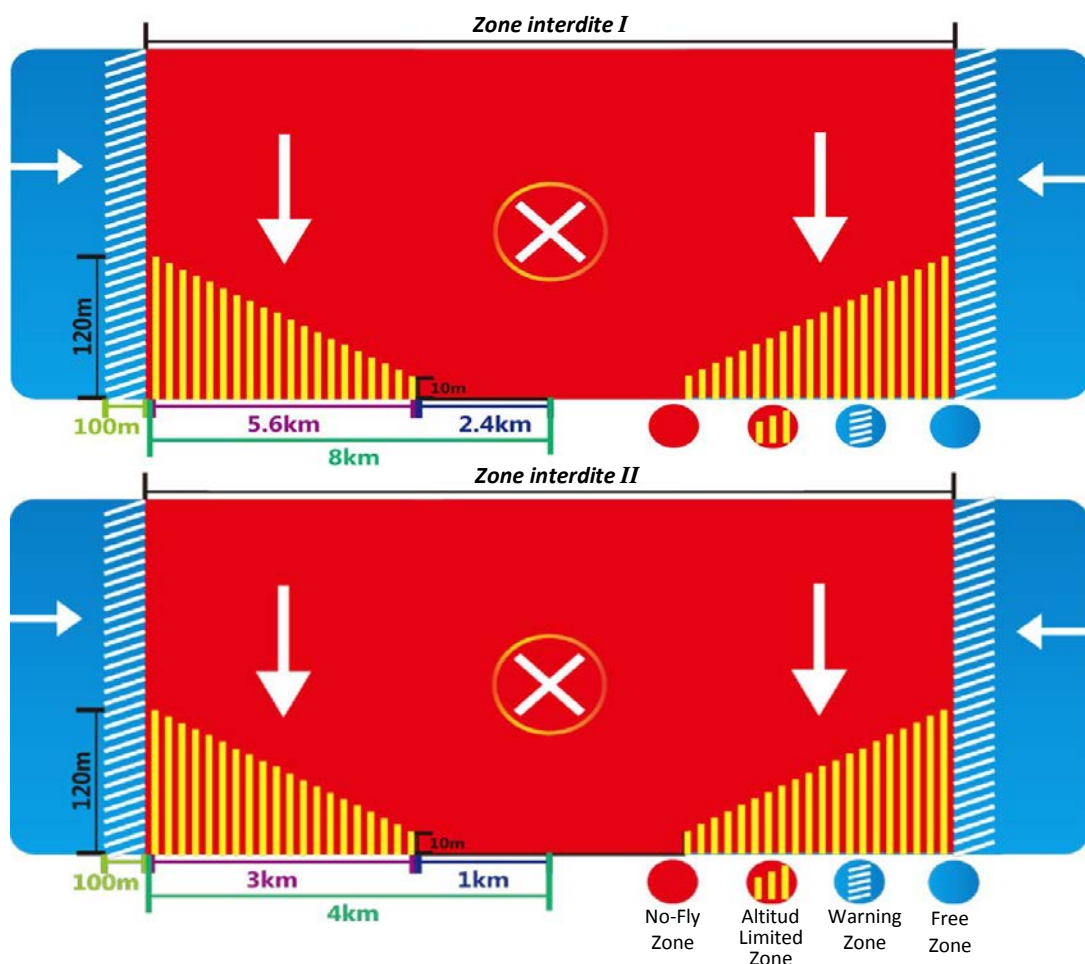 Zone interdite I
120m
10m
100m
5.6km
2.4km
8km
Zone interdite II
120m
10m
100m
3km
1km
4km
No-Fly
Zone
Altitud
Limited
Zone
Warning
Zone
Free
Zone